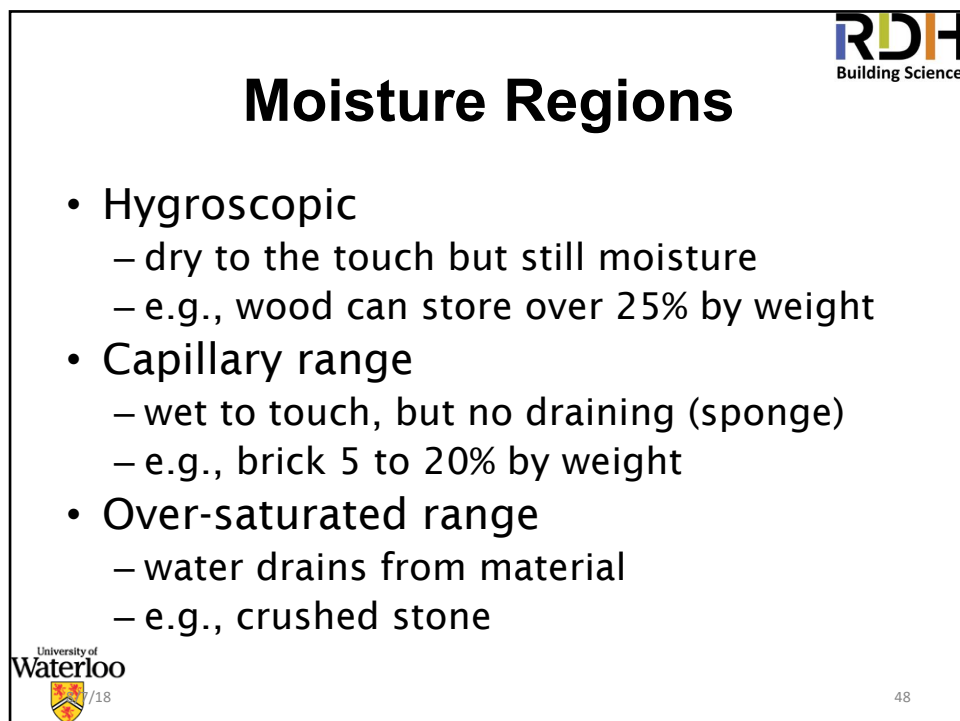 RDH
Building Science
Moisture Regions
• Hygroscopic
– dry to the touch but still moisture
– e.g., wood can store over 25% by weight
• Capillary range
– wet to touch, but no draining (sponge)
– e.g., brick 5 to 20% by weight
• Over-saturated range
– water drains from material
– e.g., crushed stone
University of
Waterloo
7/18
48